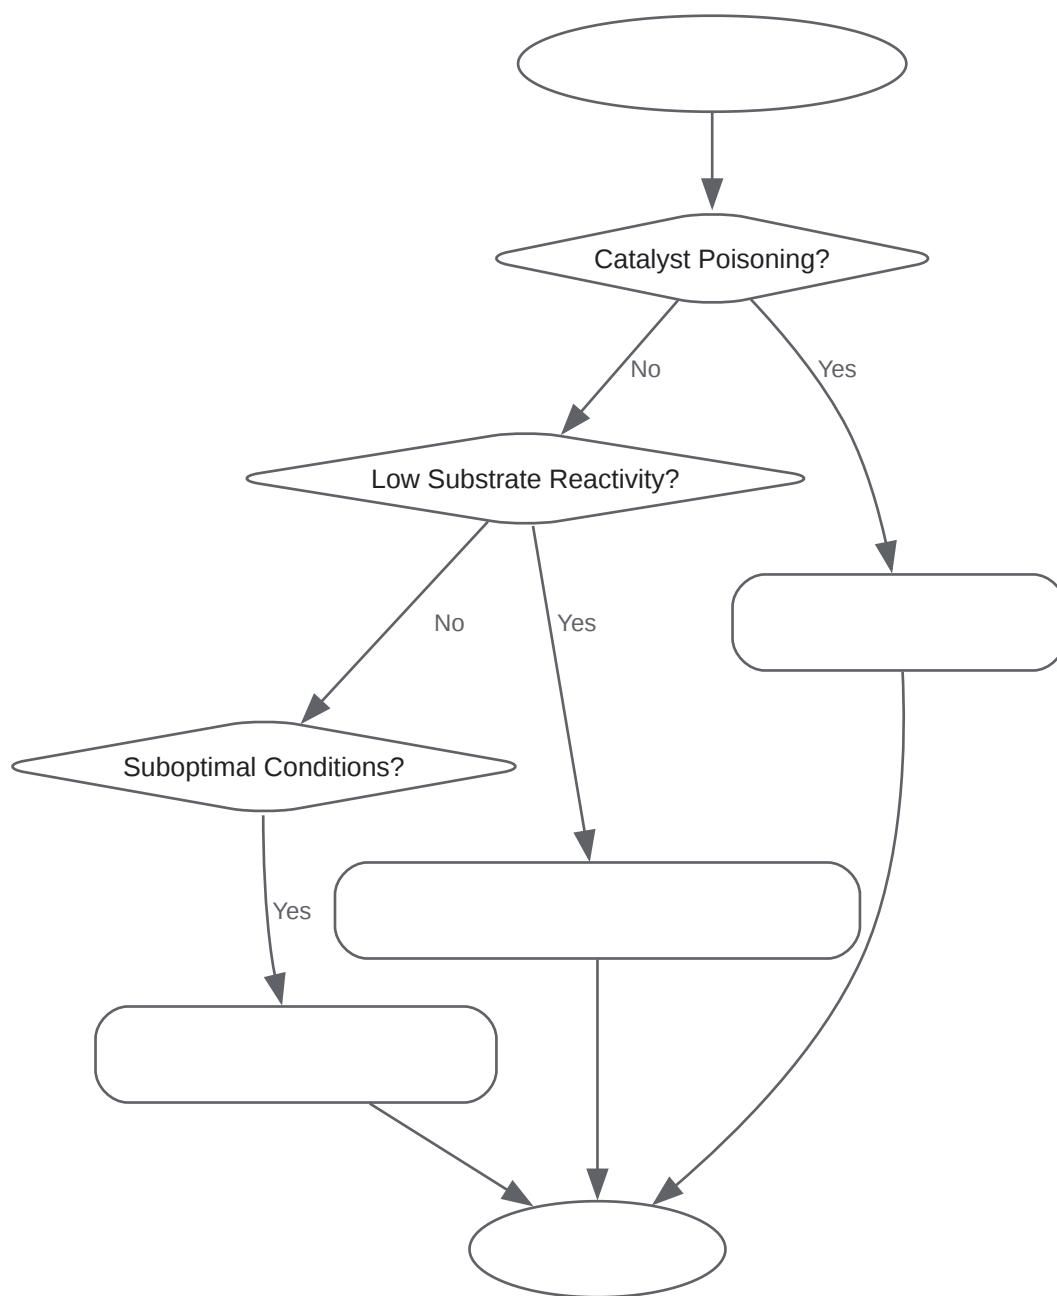 Catalyst Poisoning?
No
Yes
Low Substrate Reactivity?
No
Yes
Suboptimal Conditions?
Yes